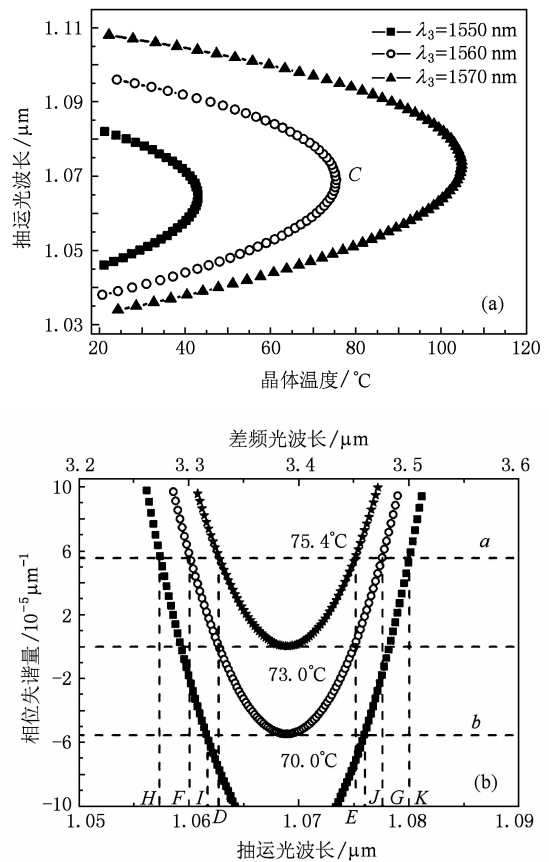 1.11
1.09
1.07
1.05
1.03
抽运光波长/μm
λ₃=1550 nm
λ₃=1560 nm
λ₃=1570 nm
C
(a)
20 40 60 80 100 120
晶体温度/℃
差频光波长/μm
3.2 3.3 3.4 3.5 3.6
10
6
2
−2
−6
−10
相位失谐量/10⁻⁵μm⁻¹
75.4℃
a
73.0℃
b
70.0℃
(b)
H F I D E J G K
1.05 1.06 1.07 1.08 1.09
抽运光波长/μm